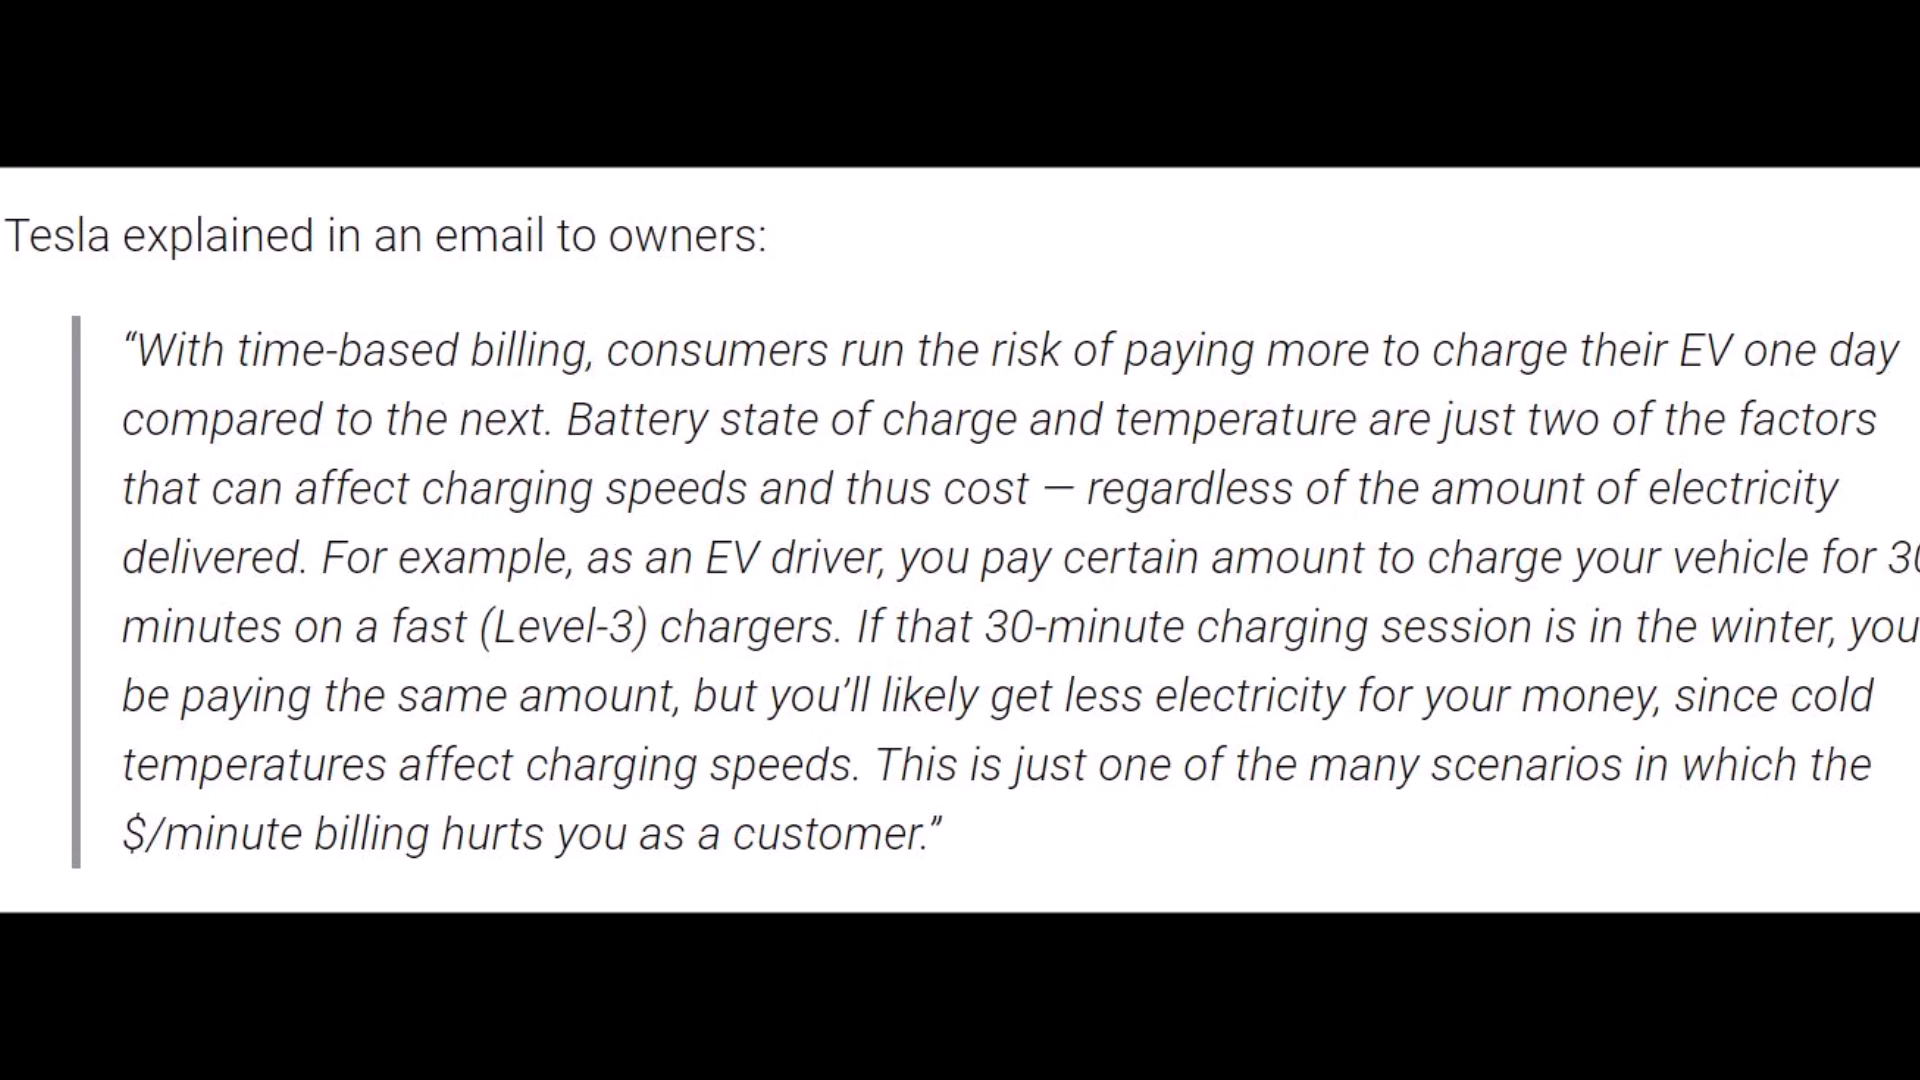 Tesla explained in an email to owners:
“With time-based billing, consumers run the risk of paying more to charge their EV one day
compared to the next. Battery state of charge and temperature are just two of the factors
that can affect charging speeds and thus cost — regardless of the amount of electricity
delivered. For example, as an EV driver, you pay certain amount to charge your vehicle for 30
minutes on a fast (Level-3) chargers. If that 30-minute charging session is in the winter, you
be paying the same amount, but you’ll likely get less electricity for your money, since cold
temperatures affect charging speeds. This is just one of the many scenarios in which the
$/minute billing hurts you as a customer.”